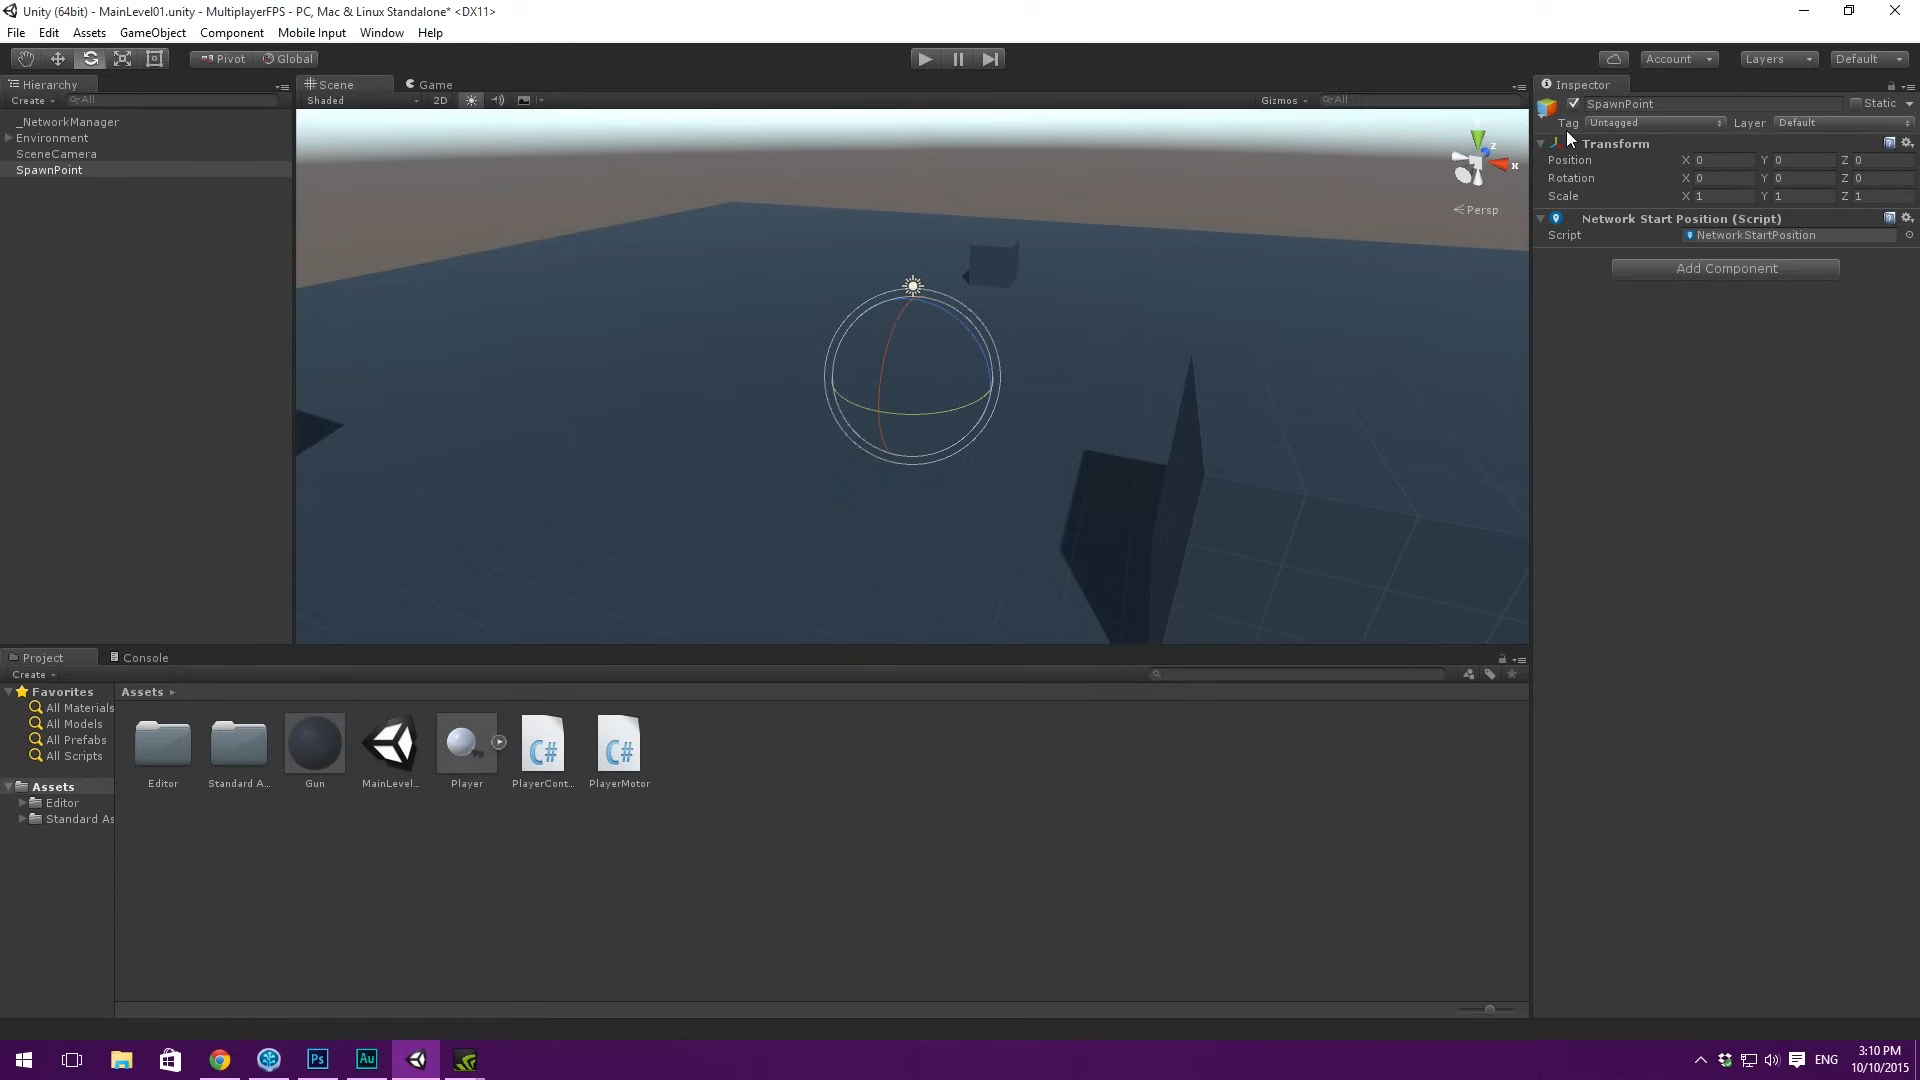 Unity (64bit) - MainLevel01.unity - MultiplayerFPS - PC, Mac & Linux Standalone* <DX11>
File Edit Assets GameObject Component Mobile Input Window Help
Pivot Global Account Layers Default
Hierarchy Scene Game Inspector
Create All Shaded 2D Gizmos All
SpawnPoint Static
Tag Untagged Layer Default
_NetworkManager
Environment
SceneCamera
SpawnPoint
Transform
Position X 0 Y 0 Z 0
Rotation X 0 Y 0 Z 0
Scale X 1 Y 1 Z 1
Network Start Position (Script)
Script NetworkStartPosition
Add Component
z
x
Persp
Project Console
Create
Favorites
All Materials
All Models
All Prefabs
All Scripts
Assets
Editor
Standard As
Assets
Editor Standard A... Gun MainLevel... Player PlayerCont... PlayerMotor
C# C#
Ps Au ENG
3:10 PM
10/10/2015